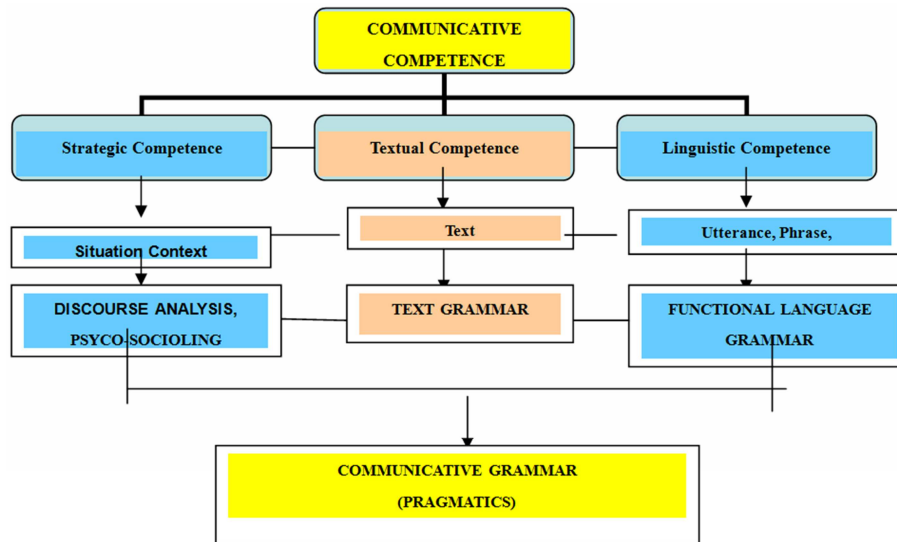 COMMUNICATIVE
COMPETENCE
Strategic Competence
Textual Competence
Linguistic Competence
Situation Context
Text
Utterance, Phrase,
DISCOURSE ANALYSIS,
PSYCO-SOCIOLING
TEXT GRAMMAR
FUNCTIONAL LANGUAGE
GRAMMAR
COMMUNICATIVE GRAMMAR
(PRAGMATICS)